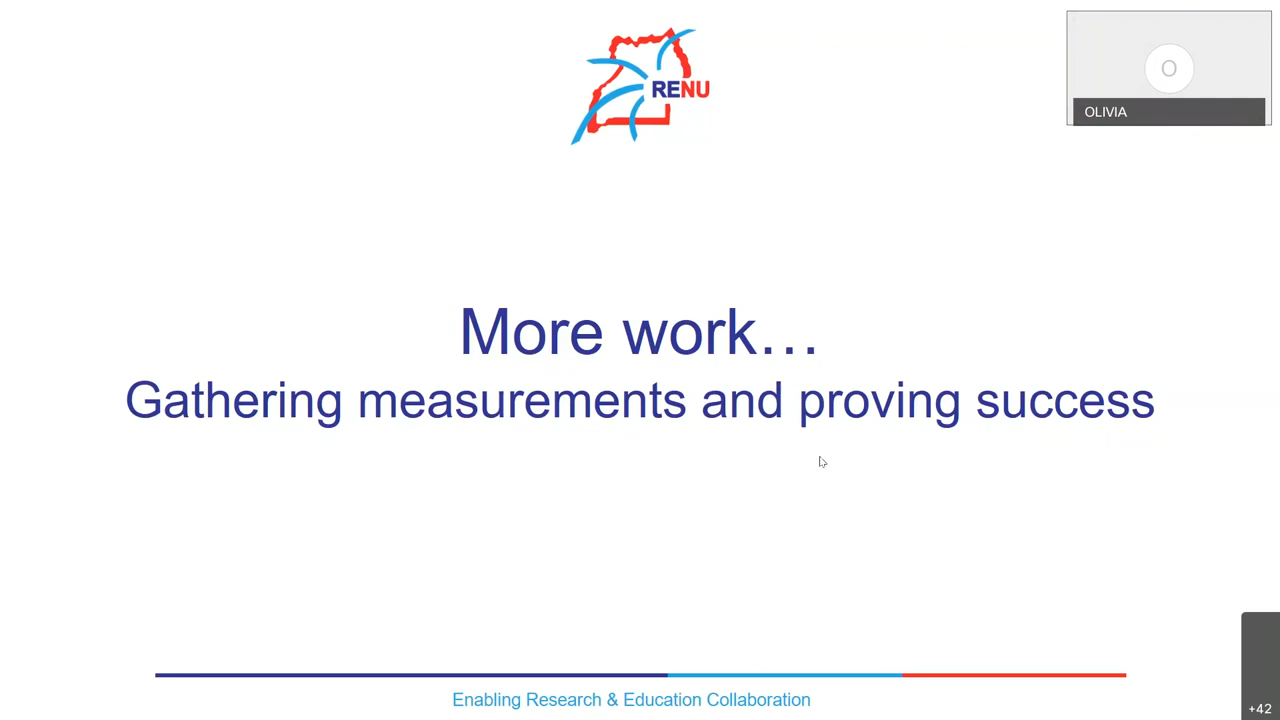 RENU
O
OLIVIA
More work…
Gathering measurements and proving success
Enabling Research & Education Collaboration
+42